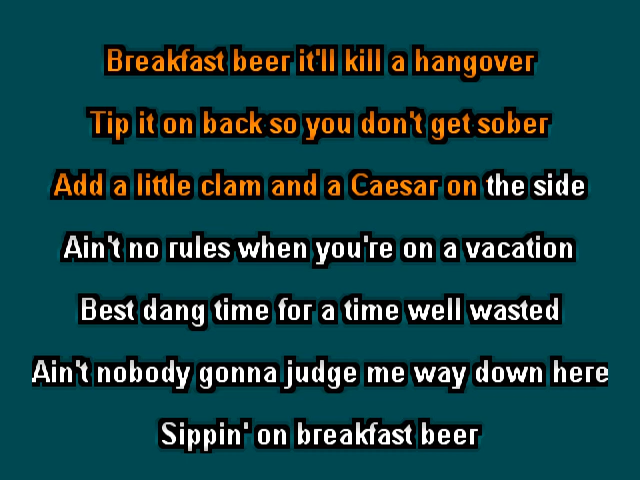 Breakfast beer it'll kill a hangover
Tip it on back so you don't get sober
Add a little clam and a Caesar on the side
Ain't no rules when you're on a vacation
Best dang time for a time well wasted
Ain't nobody gonna judge me way down here
Sippin' on breakfast beer